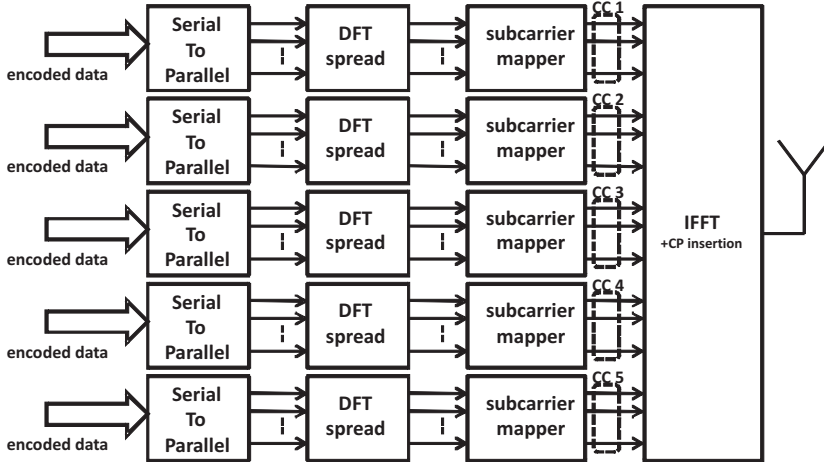 CC 1
Serial
To
Parallel
DFT
spread
subcarrier
mapper
encoded data
CC 2
Serial
To
Parallel
DFT
spread
subcarrier
mapper
encoded data
CC 3
Serial
To
Parallel
DFT
spread
subcarrier
mapper
encoded data
IFFT
+CP insertion
CC 4
Serial
To
Parallel
DFT
spread
subcarrier
mapper
encoded data
CC 5
Serial
To
Parallel
DFT
spread
subcarrier
mapper
encoded data